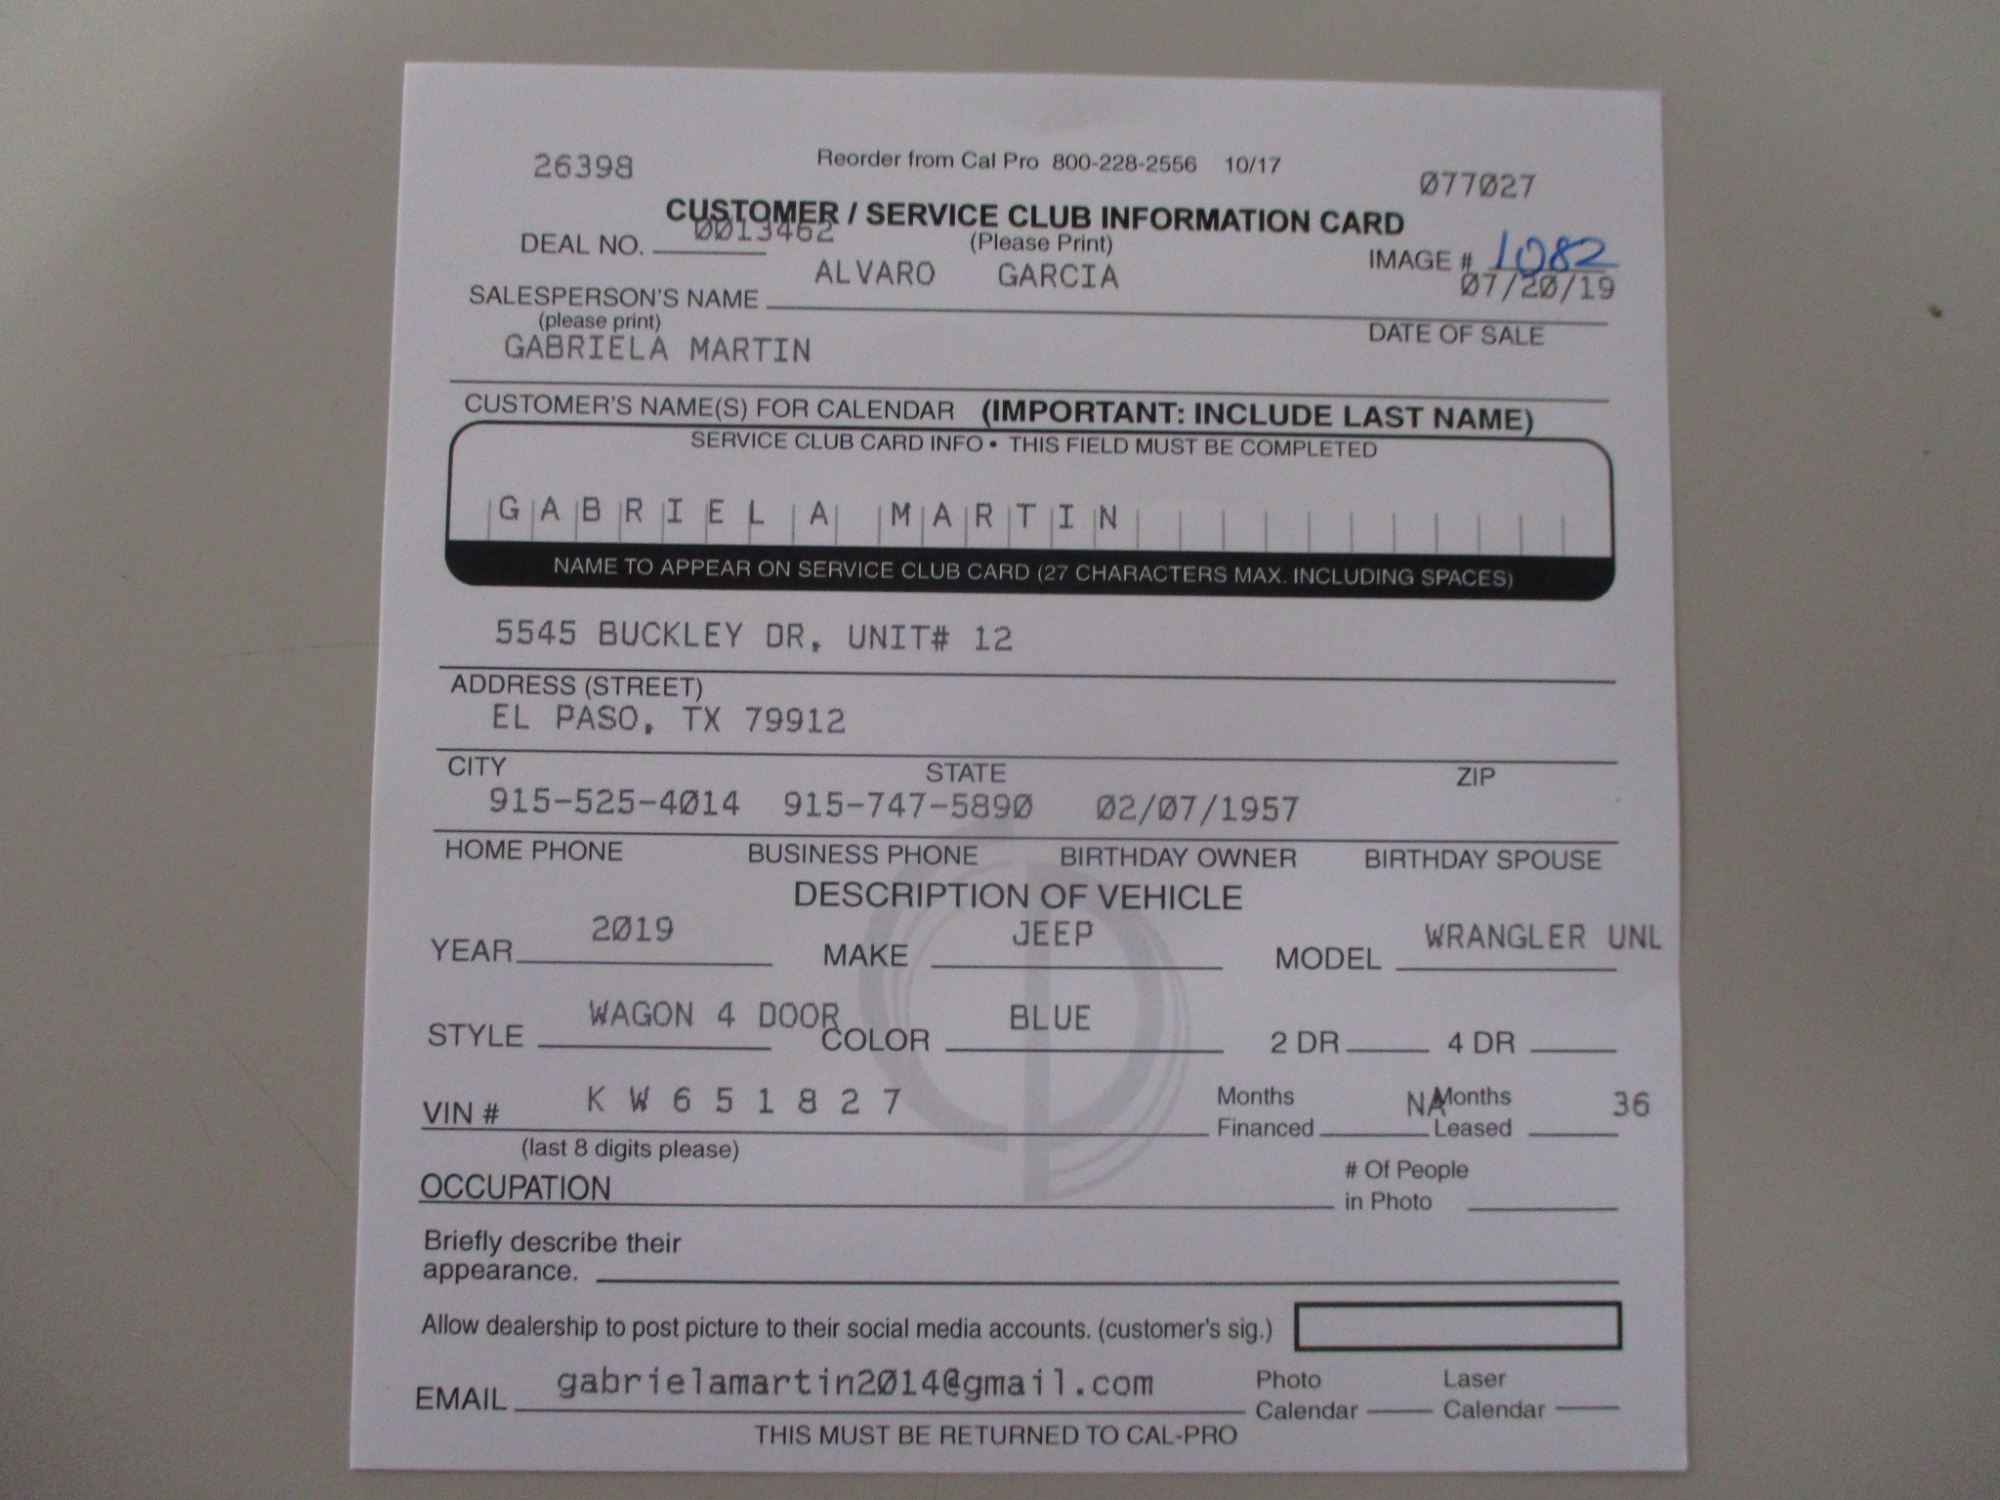 26398 Reorder from Cal Pro 800-228-2556 10/17 077027
CUSTOMER / SERVICE CLUB INFORMATION CARD
DEAL NO. 0013462 (Please Print) IMAGE # 1082
ALVARO GARCIA 07/20/19
SALESPERSON'S NAME DATE OF SALE
(please print)
GABRIELA MARTIN
CUSTOMER'S NAME(S) FOR CALENDAR (IMPORTANT: INCLUDE LAST NAME)
SERVICE CLUB CARD INFO • THIS FIELD MUST BE COMPLETED
GABRIELA MARTIN
NAME TO APPEAR ON SERVICE CLUB CARD (27 CHARACTERS MAX. INCLUDING SPACES)
5545 BUCKLEY DR, UNIT# 12
ADDRESS (STREET)
EL PASO, TX 79912
CITY STATE ZIP
915-525-4014 915-747-5890 02/07/1957
HOME PHONE BUSINESS PHONE BIRTHDAY OWNER BIRTHDAY SPOUSE
DESCRIPTION OF VEHICLE
YEAR 2019 MAKE JEEP MODEL WRANGLER UNL
STYLE WAGON 4 DOOR COLOR BLUE 2 DR 4 DR
VIN # K W 6 5 1 8 2 7 Months Financed NA Months Leased 36
(last 8 digits please)
OCCUPATION # Of People in Photo
Briefly describe their
appearance.
Allow dealership to post picture to their social media accounts. (customer's sig.)
EMAIL gabrielamartin2014@gmail.com Photo Calendar Laser Calendar
THIS MUST BE RETURNED TO CAL-PRO